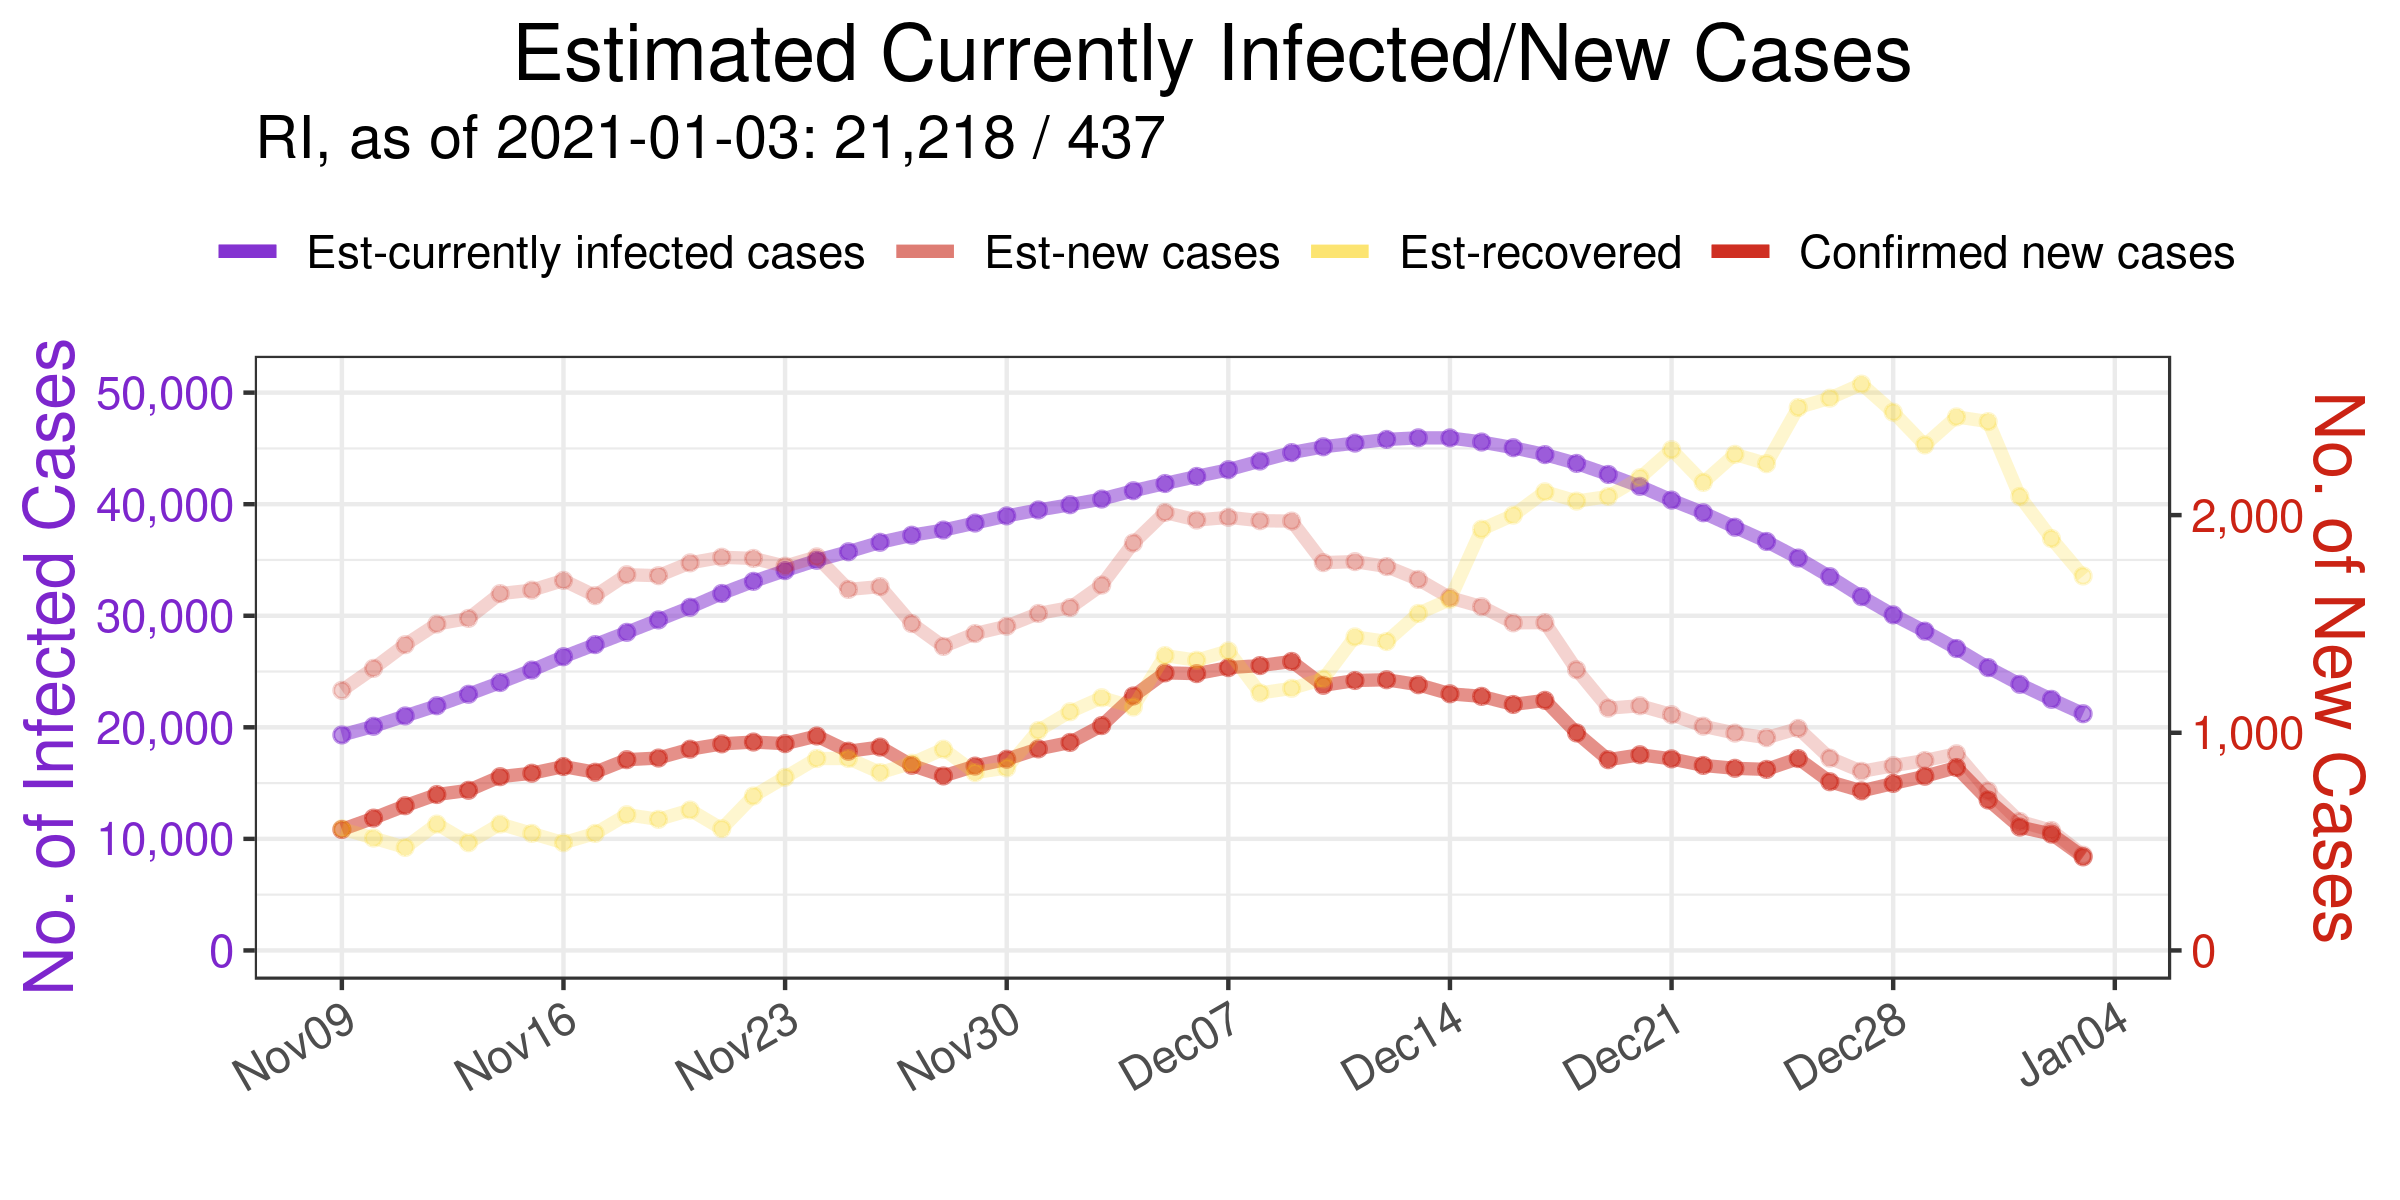 Estimated Currently Infected/New Cases
RI, as of 2021-01-03: 21,218 / 437
Est-currently infected cases Est-new cases Est-recovered Confirmed new cases
No. of Infected Cases
50,000
40,000
30,000
20,000
10,000
0
2,000
1,000
0
No. of New Cases
Nov09 Nov16 Nov23 Nov30 Dec07 Dec14 Dec21 Dec28 Jan04